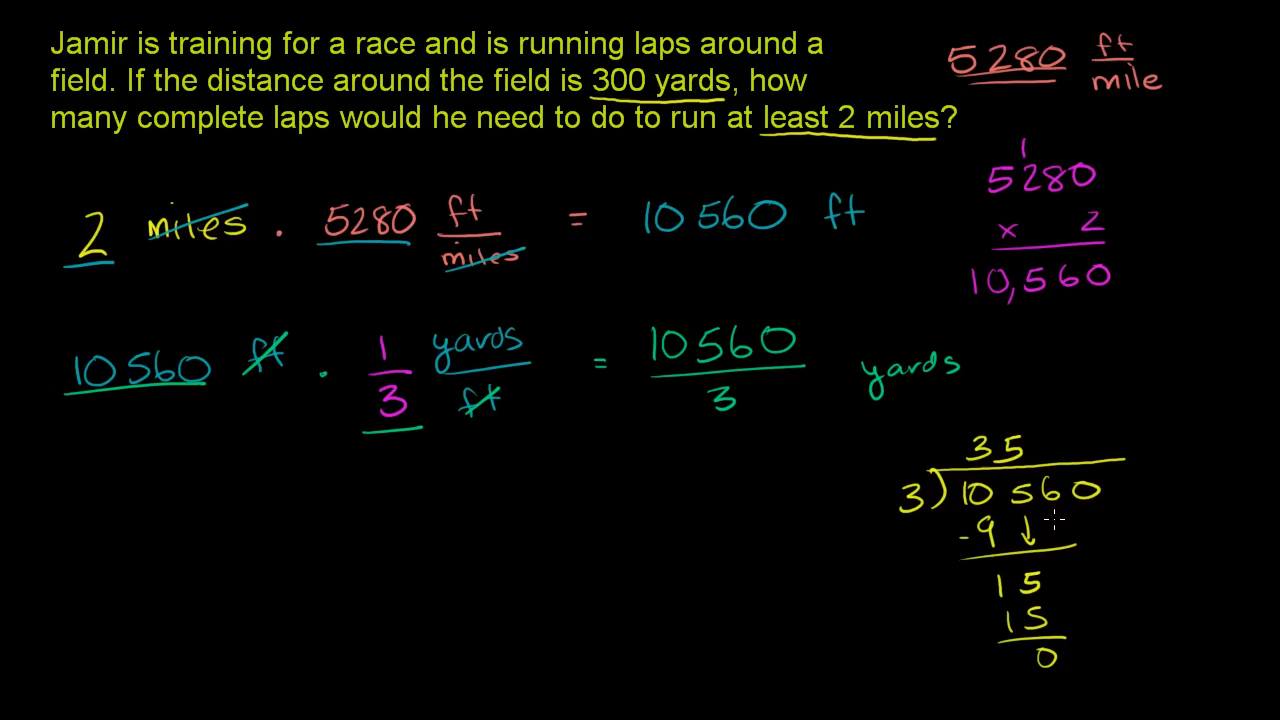 Jamir is training for a race and is running laps around a
field. If the distance around the field is 300 yards, how
many complete laps would he need to do to run at least 2 miles?
5280 ft/mile
2 miles . 5280 ft/miles = 10560 ft
1
5280
x 2
10,560
10560 ft . 1/3 yards/ft = 10560/3 yards
35
3)10560
-9↓
15
15
0